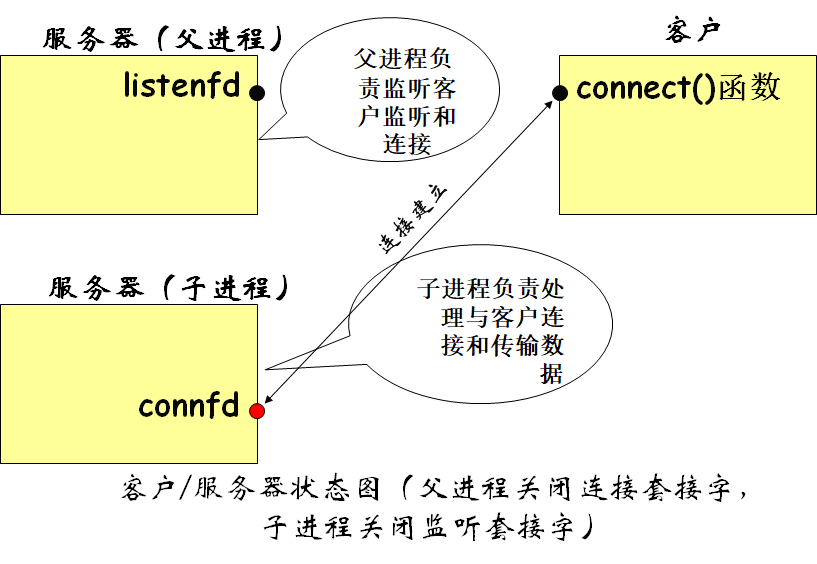 服务器（父进程）
listenfd
父进程负
责监听客
户监听和
连接
客户
connect()函数
连接建立
服务器（子进程）
connfd
子进程负责处
理与客户连
接和传输数
据
客户/服务器状态图（父进程关闭连接套接字，
子进程关闭监听套接字）